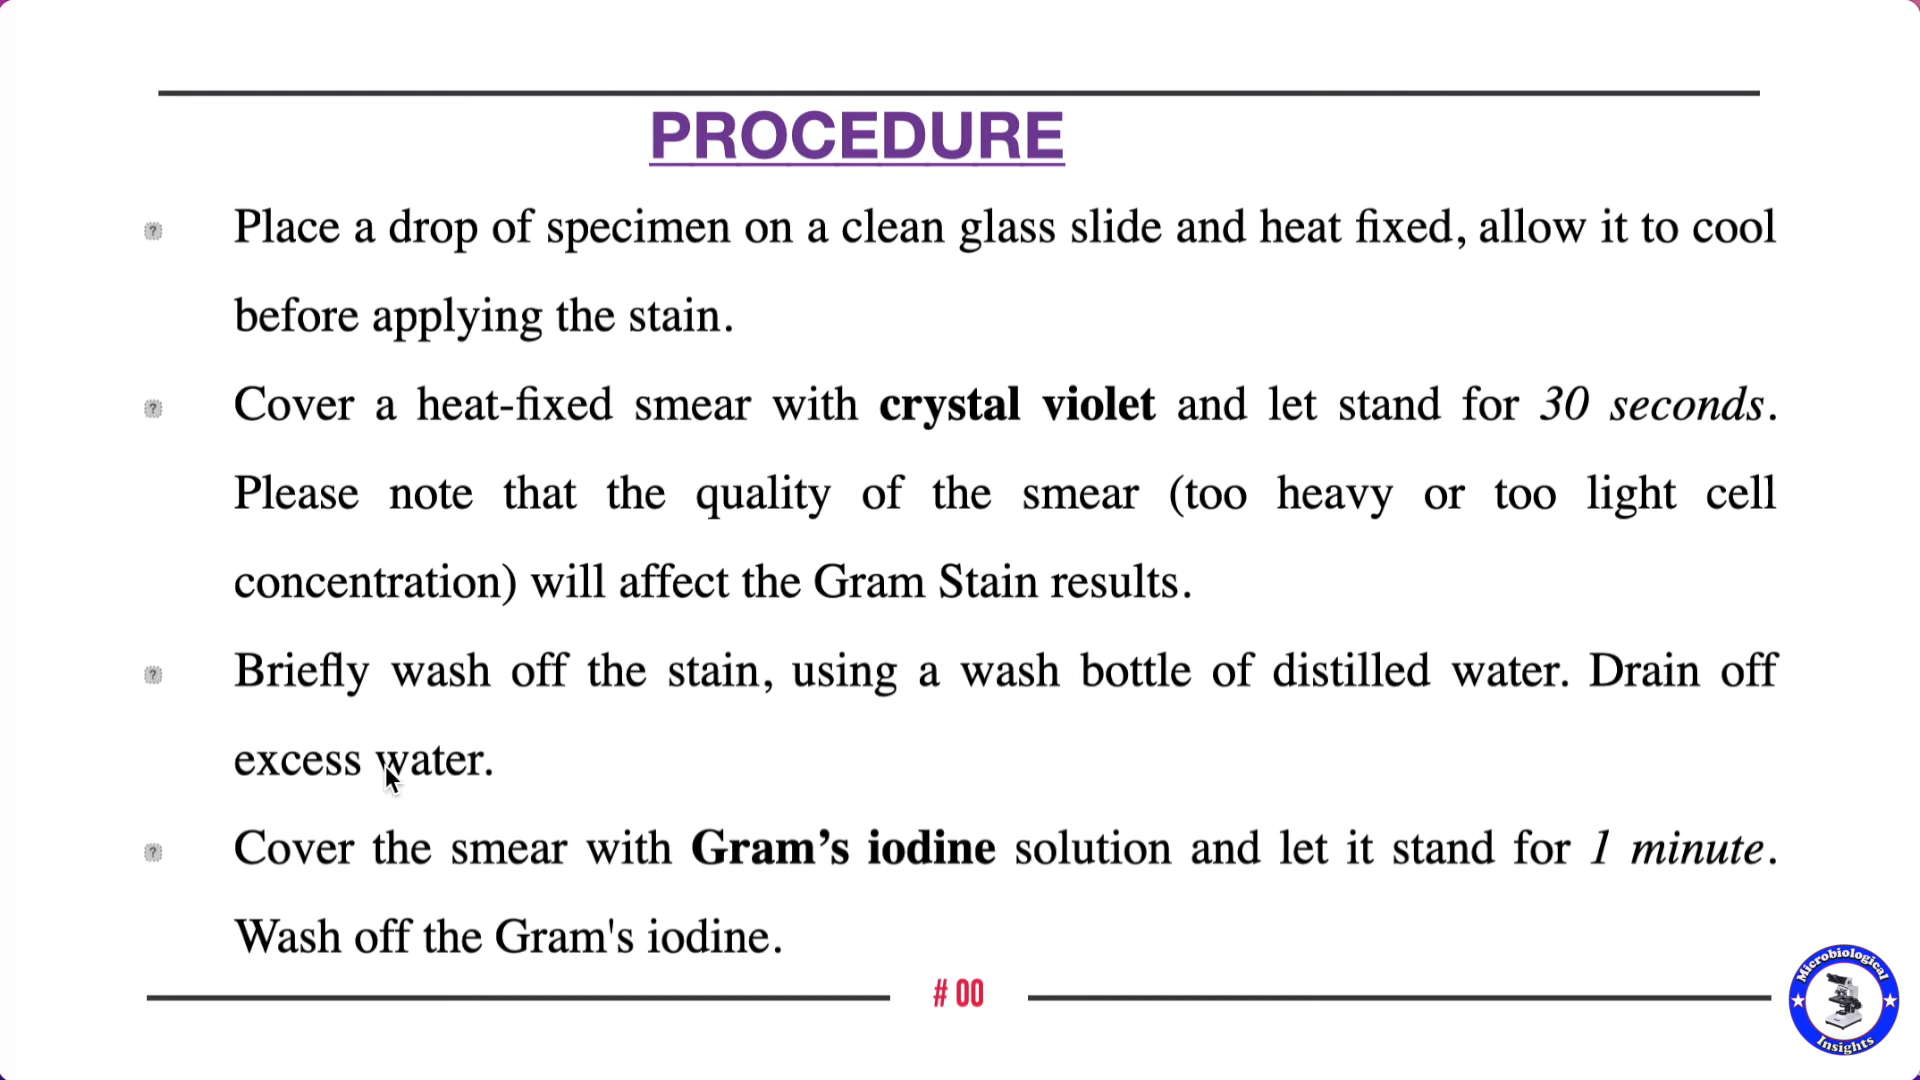 PROCEDURE
Place a drop of specimen on a clean glass slide and heat fixed, allow it to cool
before applying the stain.
Cover a heat-fixed smear with crystal violet and let stand for 30 seconds.
Please note that the quality of the smear (too heavy or too light cell
concentration) will affect the Gram Stain results.
Briefly wash off the stain, using a wash bottle of distilled water. Drain off
excess water.
Cover the smear with Gram’s iodine solution and let it stand for 1 minute.
Wash off the Gram's iodine.
# 00
Microbiological
Insights